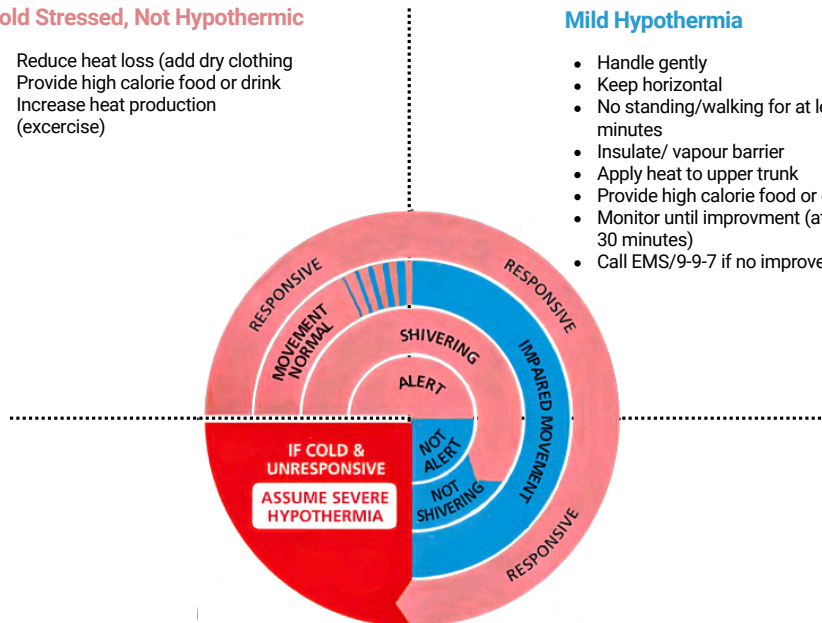 old Stressed, Not Hypothermic
Reduce heat loss (add dry clothing
Provide high calorie food or drink
Increase heat production
(excercise)
Mild Hypothermia
• Handle gently
• Keep horizontal
• No standing/walking for at le
minutes
• Insulate/ vapour barrier
• Apply heat to upper trunk
• Provide high calorie food or
• Monitor until improvment (at
30 minutes)
• Call EMS/9-9-7 if no improve
RESPONSIVE
RESPONSIVE
MOVEMENT
NORMAL
SHIVERING
ALERT
IMPAIRED MOVEMENT
NOT
ALERT
NOT
SHIVERING
RESPONSIVE
IF COLD &
UNRESPONSIVE
ASSUME SEVERE
HYPOTHERMIA